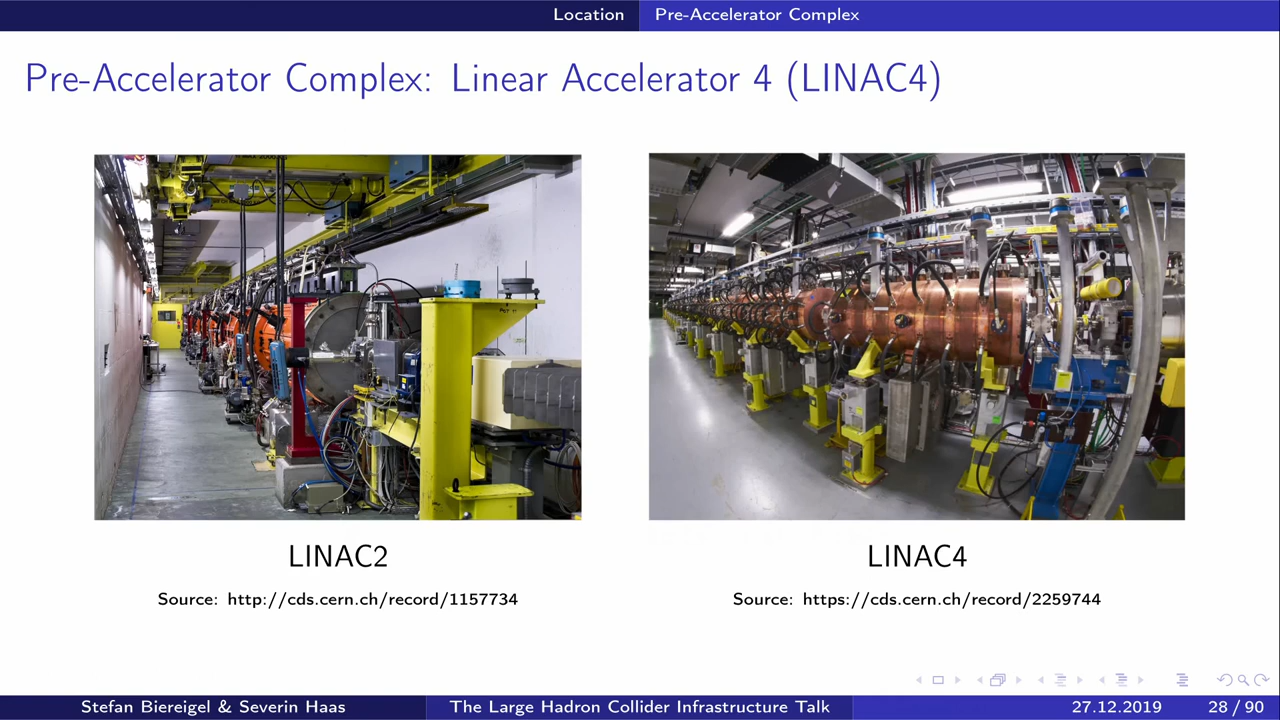 Location Pre-Accelerator Complex
Pre-Accelerator Complex: Linear Accelerator 4 (LINAC4)
LINAC2
LINAC4
Source: http://cds.cern.ch/record/1157734
Source: https://cds.cern.ch/record/2259744
Stefan Biereigel & Severin Haas The Large Hadron Collider Infrastructure Talk 27.12.2019 28 / 90